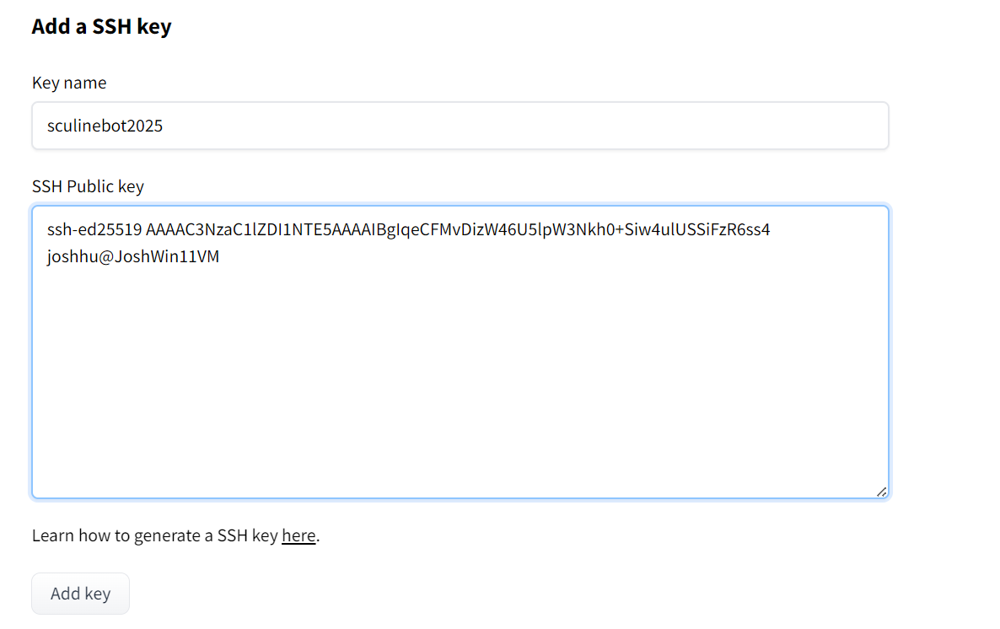 Add a SSH key
Key name
sculinebot2025
SSH Public key
ssh-ed25519 AAAAC3NzaC1lZDI1NTE5AAAAIBgIqeCFMvDizW46U5lpW3Nkh0+Siw4ulUSSiFzR6ss4
joshhu@JoshWin11VM
Learn how to generate a SSH key here.
Add key